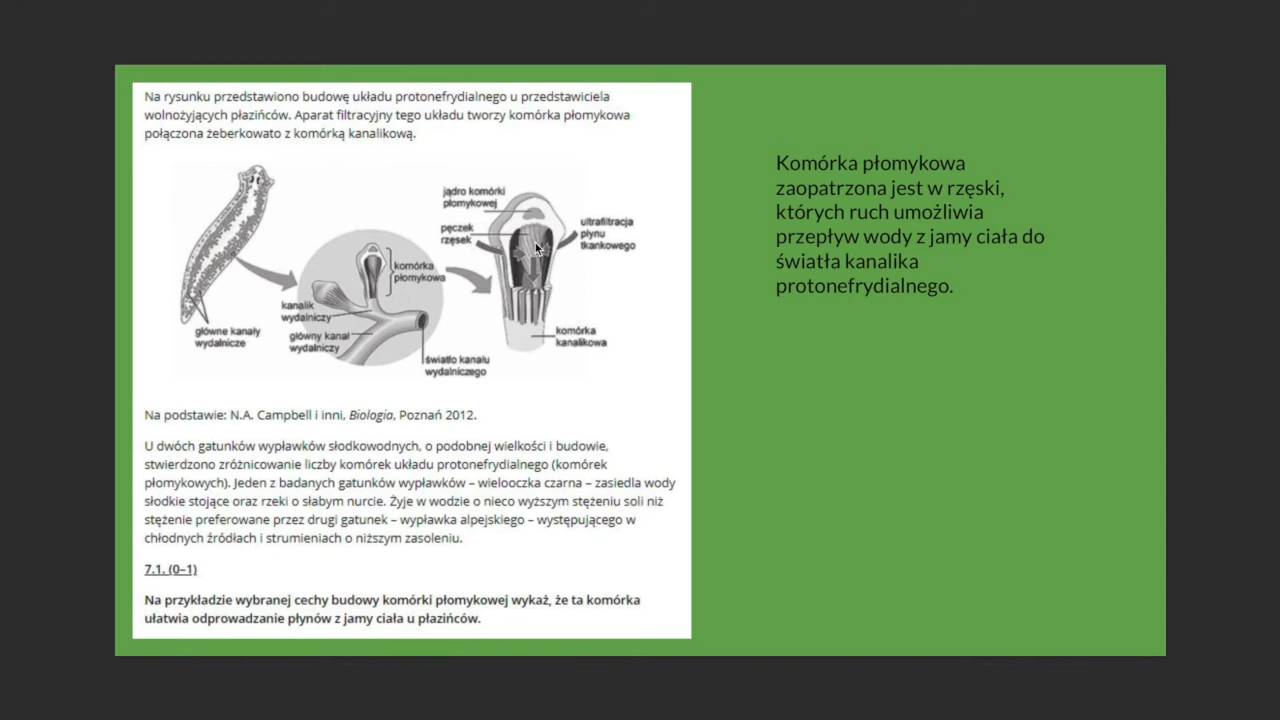 Na rysunku przedstawiono budowę układu protonefrydialnego u przedstawiciela
wolnożyjących płazińców. Aparat filtracyjny tego układu tworzy komórka płomykowa
połączona żeberkowato z komórką kanalikową.
jądro komórki
płomykowej
pęczek
rzęsek
ultrafiltracja
płynu
tkankowego
komórka
płomykowa
kanalik
wydalniczy
główny kanał
wydalniczy
główne kanały
wydalnicze
komórka
kanalikowa
światło kanału
wydalniczego
Na podstawie: N.A. Campbell i inni, Biologia, Poznań 2012.
U dwóch gatunków wypławków słodkowodnych, o podobnej wielkości i budowie,
stwierdzono zróżnicowanie liczby komórek układu protonefrydialnego (komórek
płomykowych). Jeden z badanych gatunków wypławków – wielooczka czarna – zasiedla wody
słodkie stojące oraz rzeki o słabym nurcie. Żyje w wodzie o nieco wyższym stężeniu soli niż
stężenie preferowane przez drugi gatunek – wypławka alpejskiego – występującego w
chłodnych źródłach i strumieniach o niższym zasoleniu.
7.1. (0–1)
Na przykładzie wybranej cechy budowy komórki płomykowej wykaż, że ta komórka
ułatwia odprowadzanie płynów z jamy ciała u płazińców.
Komórka płomykowa
zaopatrzona jest w rzęski,
których ruch umożliwia
przepływ wody z jamy ciała do
światła kanalika
protonefrydialnego.